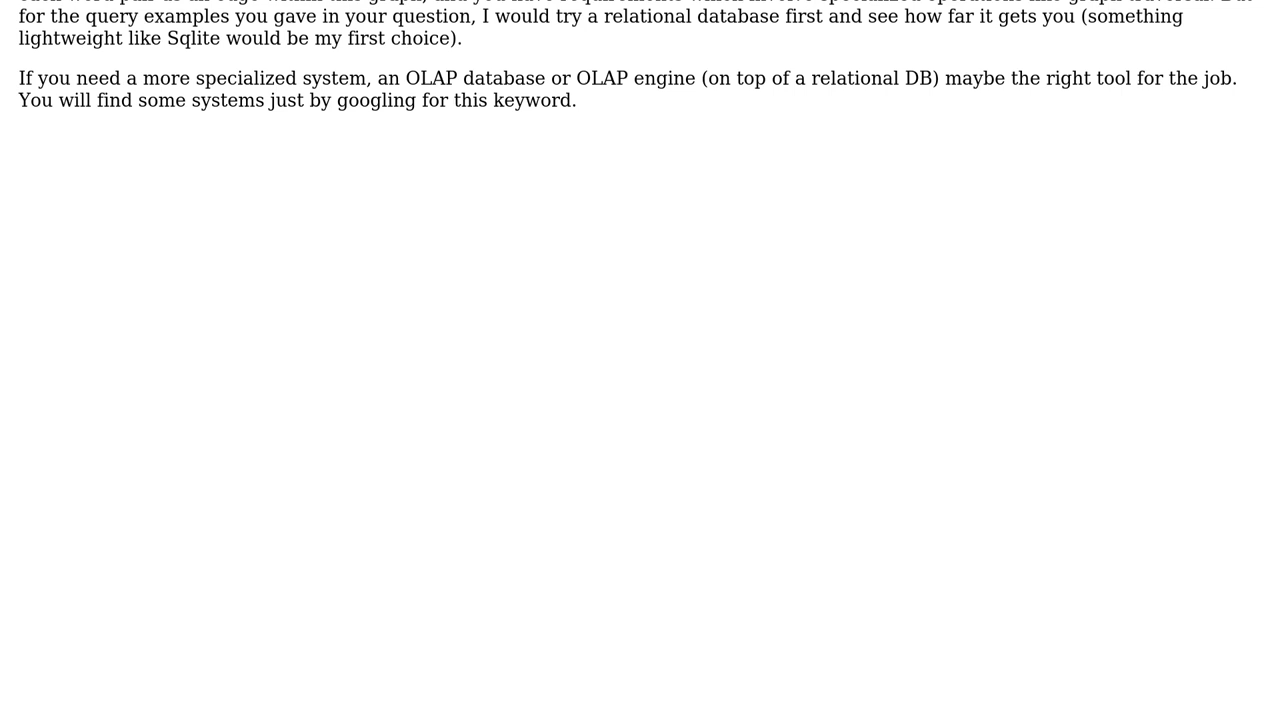 for the query examples you gave in your question, I would try a relational database first and see how far it gets you (something
lightweight like Sqlite would be my first choice).
If you need a more specialized system, an OLAP database or OLAP engine (on top of a relational DB) maybe the right tool for the job.
You will find some systems just by googling for this keyword.